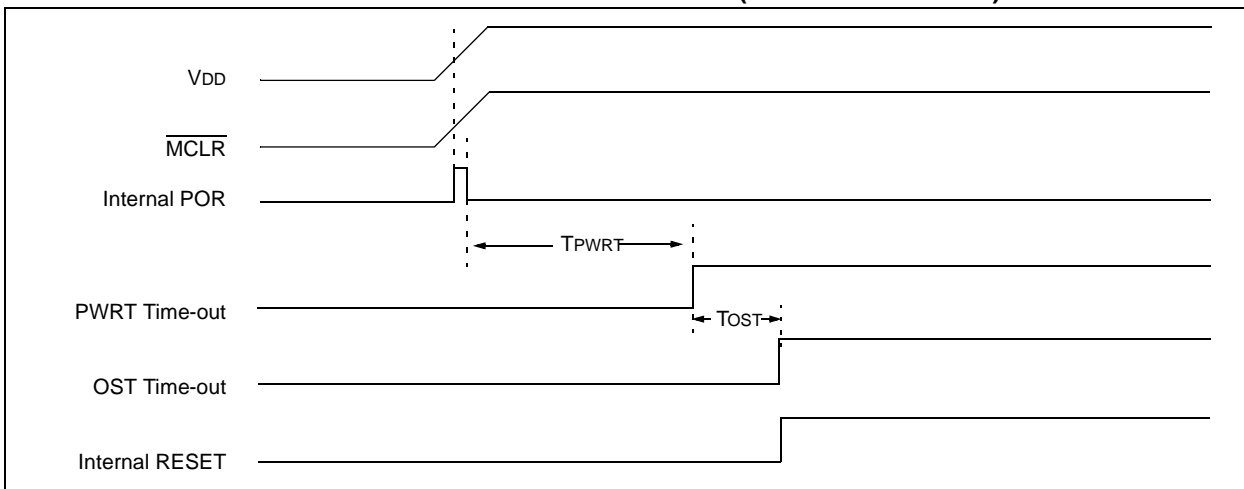 VDD
MCLR
Internal POR
TPWRT
PWRT Time-out
TOST
OST Time-out
Internal RESET